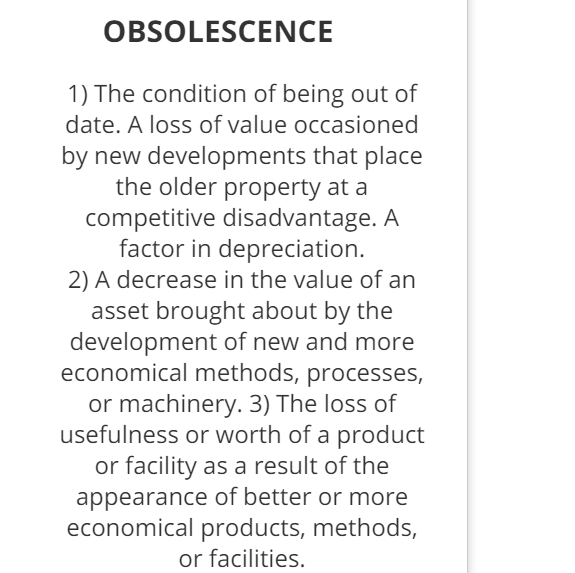 OBSOLESCENCE
1) The condition of being out of
date. A loss of value occasioned
by new developments that place
the older property at a
competitive disadvantage. A
factor in depreciation.
2) A decrease in the value of an
asset brought about by the
development of new and more
economical methods, processes,
or machinery. 3) The loss of
usefulness or worth of a product
or facility as a result of the
appearance of better or more
economical products, methods,
or facilities.